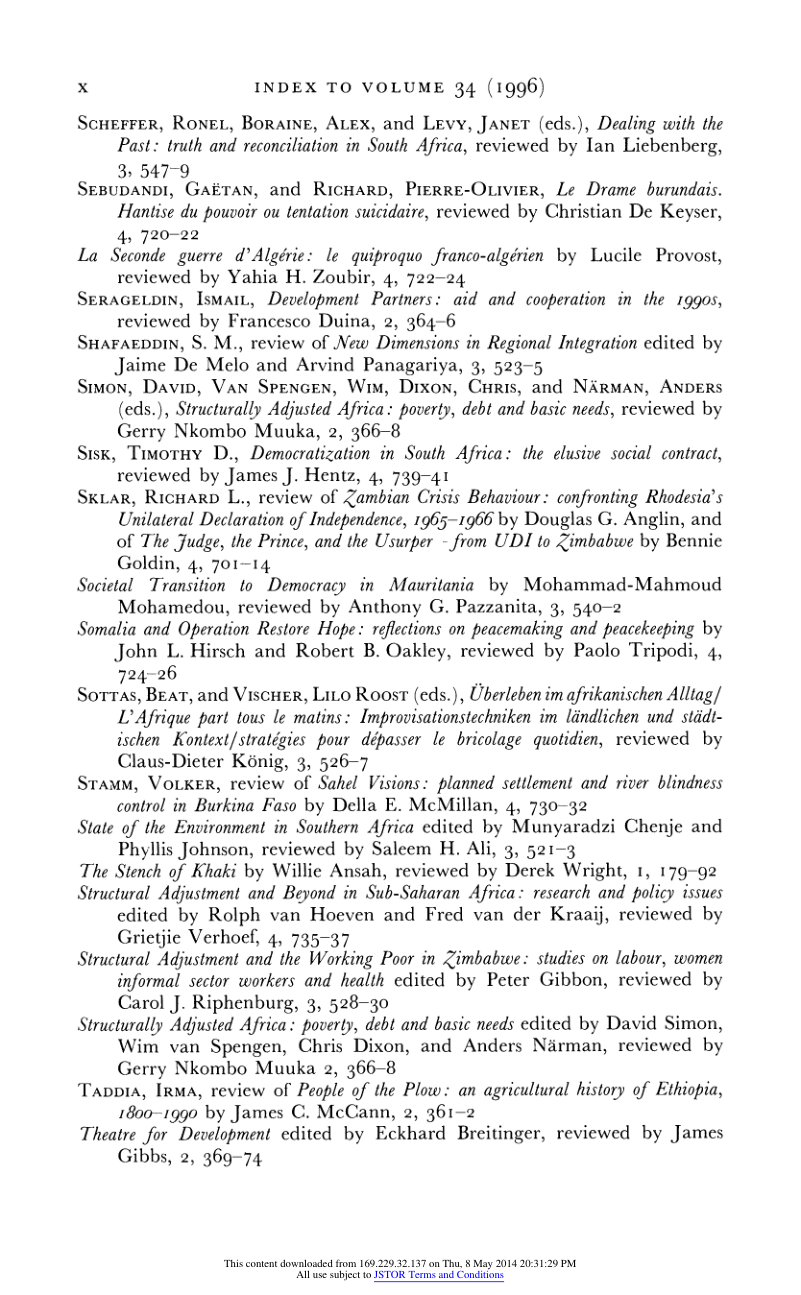 x INDEX TO VOLUME 34 (1996)
SCHEFFER, RONEL, BORAINE, ALEX, and LEVY, JANET (eds.), Dealing with the
Past: truth and reconciliation in South Africa, reviewed by Ian Liebenberg,
3, 547–9
SEBUDANDI, GAËTAN, and RICHARD, PIERRE-OLIVIER, Le Drame burundais.
Hantise du pouvoir ou tentation suicidaire, reviewed by Christian De Keyser,
4, 720–22
La Seconde guerre d'Algérie: le quiproquo franco-algérien by Lucile Provost,
reviewed by Yahia H. Zoubir, 4, 722–24
SERAGELDIN, ISMAIL, Development Partners: aid and cooperation in the 1990s,
reviewed by Francesco Duina, 2, 364–6
SHAFAEDDIN, S. M., review of New Dimensions in Regional Integration edited by
Jaime De Melo and Arvind Panagariya, 3, 523–5
SIMON, DAVID, VAN SPENGEN, WIM, DIXON, CHRIS, and NÄRMAN, ANDERS
(eds.), Structurally Adjusted Africa: poverty, debt and basic needs, reviewed by
Gerry Nkombo Muuka, 2, 366–8
SISK, TIMOTHY D., Democratization in South Africa: the elusive social contract,
reviewed by James J. Hentz, 4, 739–41
SKLAR, RICHARD L., review of Zambian Crisis Behaviour: confronting Rhodesia's
Unilateral Declaration of Independence, 1965–1966 by Douglas G. Anglin, and
of The Judge, the Prince, and the Usurper - from UDI to Zimbabwe by Bennie
Goldin, 4, 701–14
Societal Transition to Democracy in Mauritania by Mohammad-Mahmoud
Mohamedou, reviewed by Anthony G. Pazzanita, 3, 540–2
Somalia and Operation Restore Hope: reflections on peacemaking and peacekeeping by
John L. Hirsch and Robert B. Oakley, reviewed by Paolo Tripodi, 4,
724–26
SOTTAS, BEAT, and VISCHER, LILO ROOST (eds.), Überleben im afrikanischen Alltag/
L'Afrique part tous le matins: Improvisationstechniken im ländlichen und städt-
ischen Kontext/stratégies pour dépasser le bricolage quotidien, reviewed by
Claus-Dieter König, 3, 526–7
STAMM, VOLKER, review of Sahel Visions: planned settlement and river blindness
control in Burkina Faso by Della E. McMillan, 4, 730–32
State of the Environment in Southern Africa edited by Munyaradzi Chenje and
Phyllis Johnson, reviewed by Saleem H. Ali, 3, 521–3
The Stench of Khaki by Willie Ansah, reviewed by Derek Wright, 1, 179–92
Structural Adjustment and Beyond in Sub-Saharan Africa: research and policy issues
edited by Rolph van Hoeven and Fred van der Kraaij, reviewed by
Grietjie Verhoef, 4, 735–37
Structural Adjustment and the Working Poor in Zimbabwe: studies on labour, women
informal sector workers and health edited by Peter Gibbon, reviewed by
Carol J. Riphenburg, 3, 528–30
Structurally Adjusted Africa: poverty, debt and basic needs edited by David Simon,
Wim van Spengen, Chris Dixon, and Anders Närman, reviewed by
Gerry Nkombo Muuka 2, 366–8
TADDIA, IRMA, review of People of the Plow: an agricultural history of Ethiopia,
1800–1990 by James C. McCann, 2, 361–2
Theatre for Development edited by Eckhard Breitinger, reviewed by James
Gibbs, 2, 369–74
This content downloaded from 169.229.32.137 on Thu, 8 May 2014 20:31:29 PM
All use subject to JSTOR Terms and Conditions